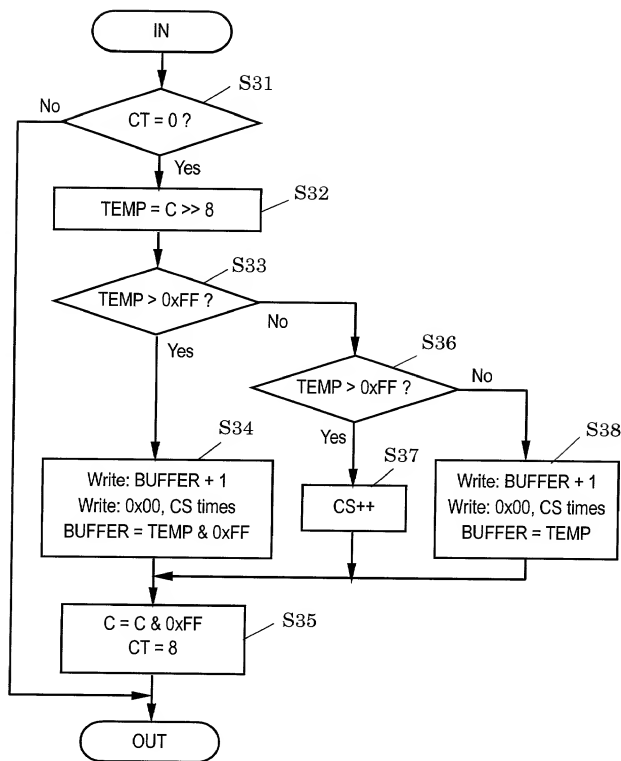 IN
S31
No
CT = 0 ?
Yes
S32
TEMP = C >> 8
S33
TEMP > 0xFF ?
No
Yes
S36
TEMP > 0xFF ?
No
Yes
S34
S37
S38
Write: BUFFER + 1
Write: 0x00, CS times
BUFFER = TEMP & 0xFF
CS++
Write: BUFFER + 1
Write: 0x00, CS times
BUFFER = TEMP
C = C & 0xFF
CT = 8
S35
OUT